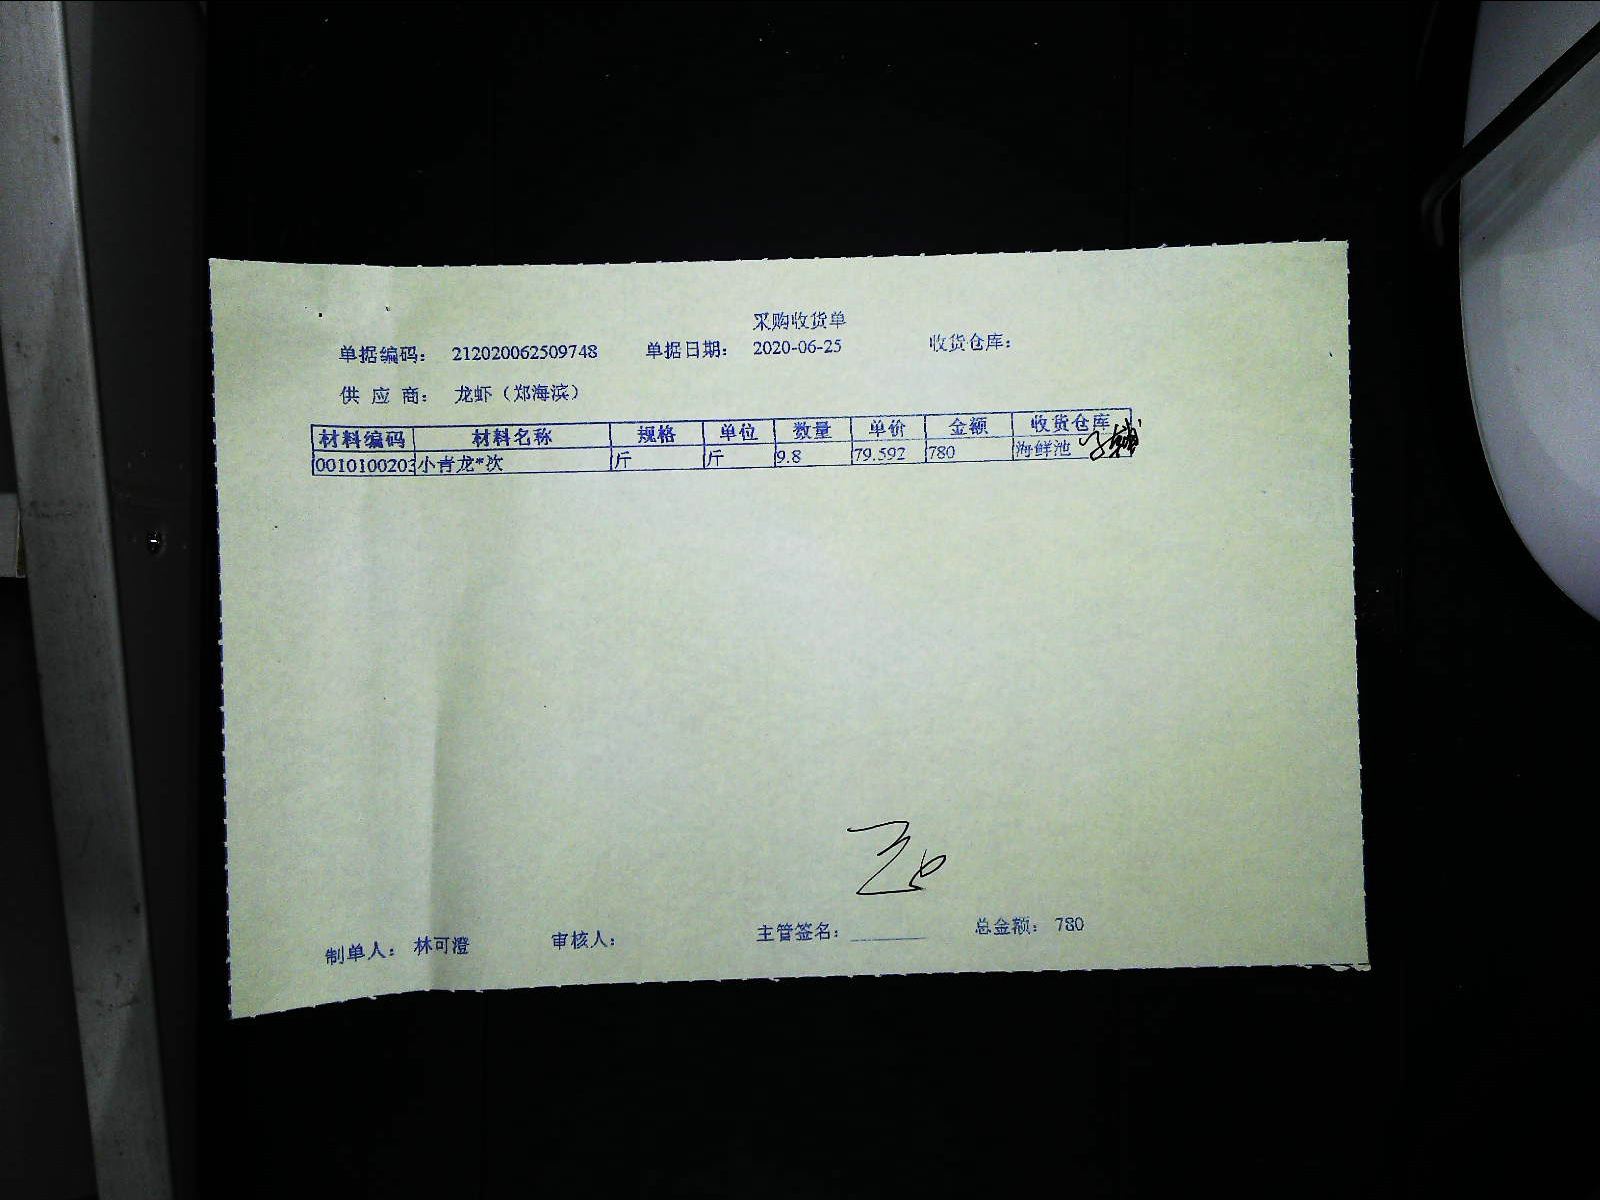 采购收货单
单据编码： 212020062509748 单据日期： 2020-06-25 收货仓库：
供 应 商： 龙虾（郑海滨）
材料编码 材料名称 规格 单位 数量 单价 金额 收货仓库
0010100203 小青龙*次 斤 斤 9.8 79.592 780 海鲜池
制单人： 林可澄 审核人： 主管签名： 总金额： 780